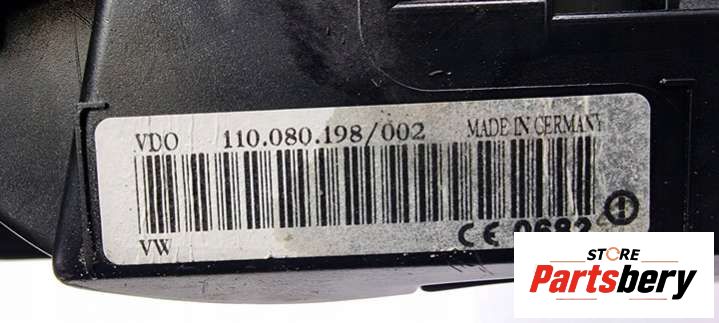 VDO 110.080.198/002 MADE IN GERMANY
VW
CE 0682
STORE
Partsbery